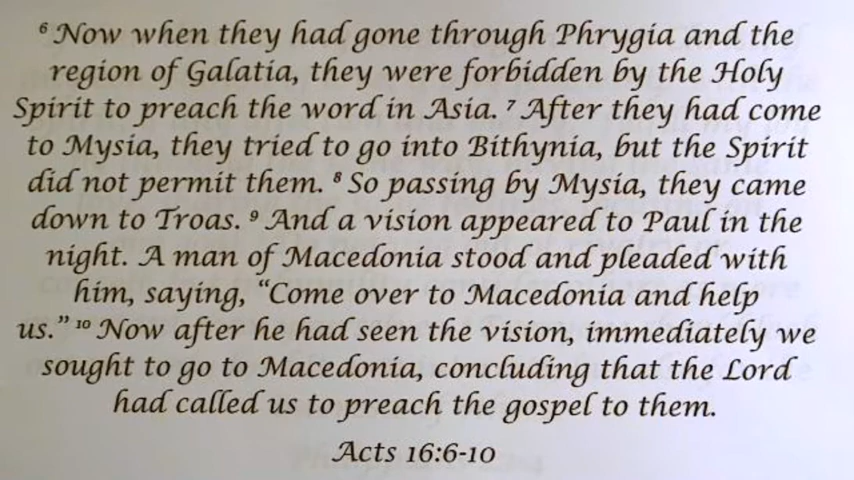 ⁶ Now when they had gone through Phrygia and the
region of Galatia, they were forbidden by the Holy
Spirit to preach the word in Asia. ⁷ After they had come
to Mysia, they tried to go into Bithynia, but the Spirit
did not permit them. ⁸ So passing by Mysia, they came
down to Troas. ⁹ And a vision appeared to Paul in the
night. A man of Macedonia stood and pleaded with
him, saying, “Come over to Macedonia and help
us.” ¹⁰ Now after he had seen the vision, immediately we
sought to go to Macedonia, concluding that the Lord
had called us to preach the gospel to them.
Acts 16:6-10